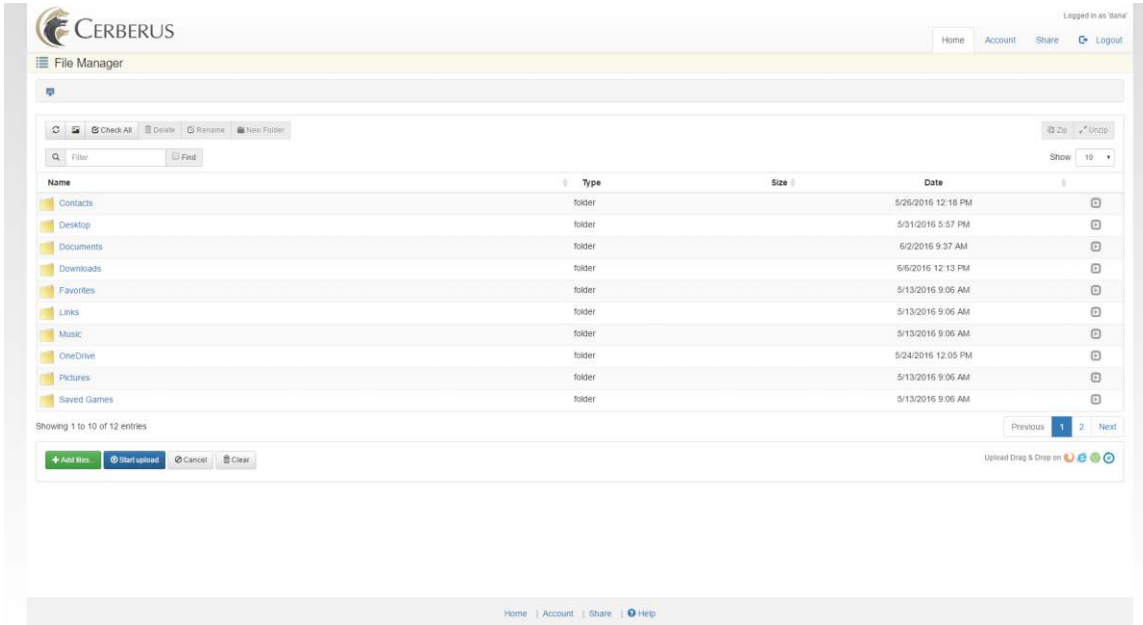 Logged in as 'dana'
CERBERUS
Home Account Share Logout
File Manager
Check All Delete Rename New Folder Zip Unzip
Filter Find Show 10
Name Type Size Date
Contacts folder 5/26/2016 12:18 PM
Desktop folder 5/31/2016 5:57 PM
Documents folder 6/2/2016 9:37 AM
Downloads folder 6/6/2016 12:13 PM
Favorites folder 5/13/2016 9:06 AM
Links folder 5/13/2016 9:06 AM
Music folder 5/13/2016 9:06 AM
OneDrive folder 5/24/2016 12:05 PM
Pictures folder 5/13/2016 9:06 AM
Saved Games folder 5/13/2016 9:06 AM
Showing 1 to 10 of 12 entries Previous 1 2 Next
Add files... Start upload Cancel Clear Upload Drag & Drop on
Home | Account | Share | Help